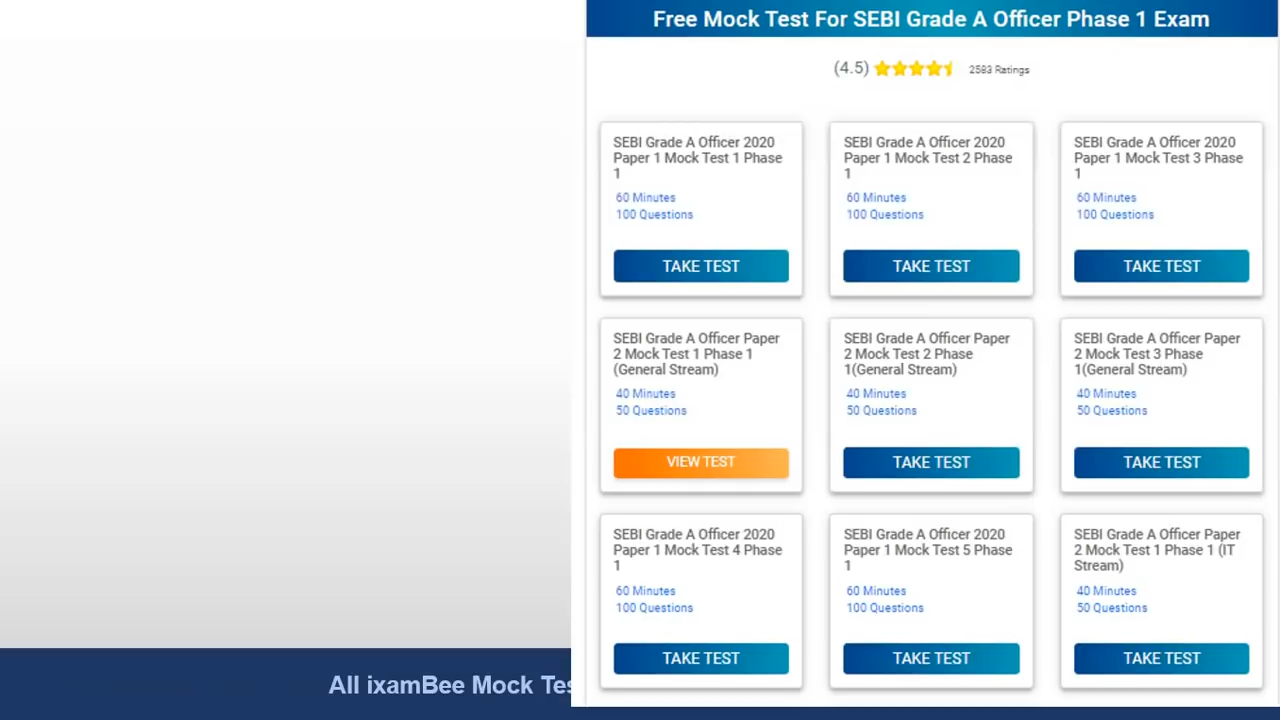 Free Mock Test For SEBI Grade A Officer Phase 1 Exam
(4.5) 2583 Ratings
SEBI Grade A Officer 2020
Paper 1 Mock Test 1 Phase
1
60 Minutes
100 Questions
TAKE TEST
SEBI Grade A Officer 2020
Paper 1 Mock Test 2 Phase
1
60 Minutes
100 Questions
TAKE TEST
SEBI Grade A Officer 2020
Paper 1 Mock Test 3 Phase
1
60 Minutes
100 Questions
TAKE TEST
SEBI Grade A Officer Paper
2 Mock Test 1 Phase 1
(General Stream)
40 Minutes
50 Questions
VIEW TEST
SEBI Grade A Officer Paper
2 Mock Test 2 Phase
1(General Stream)
40 Minutes
50 Questions
TAKE TEST
SEBI Grade A Officer Paper
2 Mock Test 3 Phase
1(General Stream)
40 Minutes
50 Questions
TAKE TEST
SEBI Grade A Officer 2020
Paper 1 Mock Test 4 Phase
1
60 Minutes
100 Questions
TAKE TEST
SEBI Grade A Officer 2020
Paper 1 Mock Test 5 Phase
1
60 Minutes
100 Questions
TAKE TEST
SEBI Grade A Officer Paper
2 Mock Test 1 Phase 1 (IT
Stream)
40 Minutes
50 Questions
TAKE TEST
All ixamBee Mock